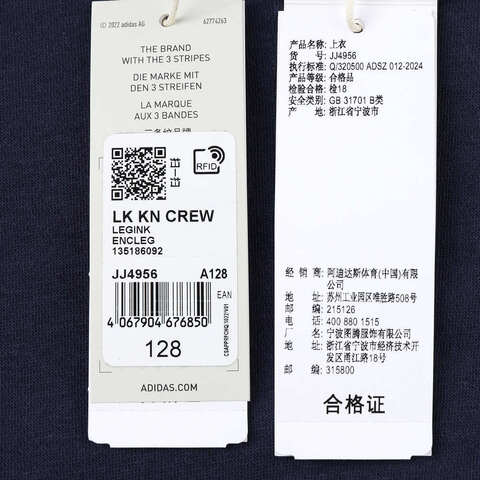 (C) 2022 adidas AG
62774263
THE BRAND
WITH THE 3 STRIPES
DIE MARKE MIT
DEN 3 STREIFEN
LA MARQUE
AUX 3 BANDES
三条纹品牌
RFID
LK KN CREW
LEGINK
ENCLEG
135186092
JJ4956 A128
EAN
4 067904 676850
128
ADIDAS.COM
产品名称: 上衣
货 号: JJ4956
执行标准: Q/320500 ADSZ 012-2024
产品等级: 合格品
检验合格: 检18
安全类别: GB 31701 B类
产 地: 浙江省宁波市
经 销 商: 阿迪达斯体育(中国)有限
公司
地 址: 苏州工业园区唯胜路508号
邮 编: 215126
电 话: 400 880 1515
厂 名: 宁波图腾服饰有限公司
地 址: 浙江省宁波市经济技术开
发区甬江路18号
邮 编: 315800
合格证